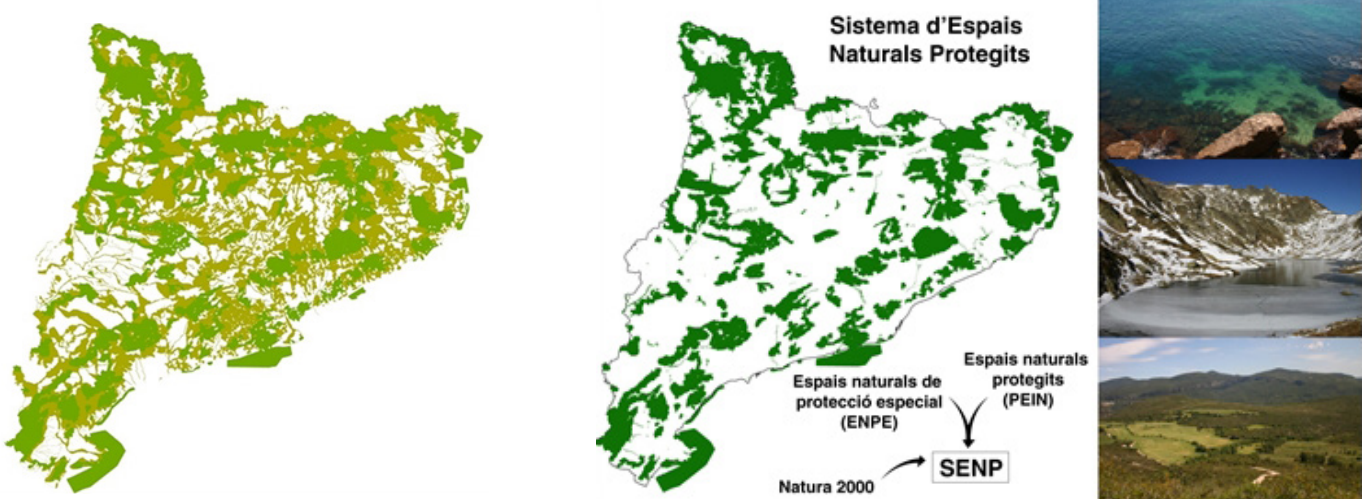 Sistema d'Espais
Naturals Protegits
Espais naturals de
protecció especial
(ENPE)
Espais naturals
protegits
(PEIN)
SENP
Natura 2000